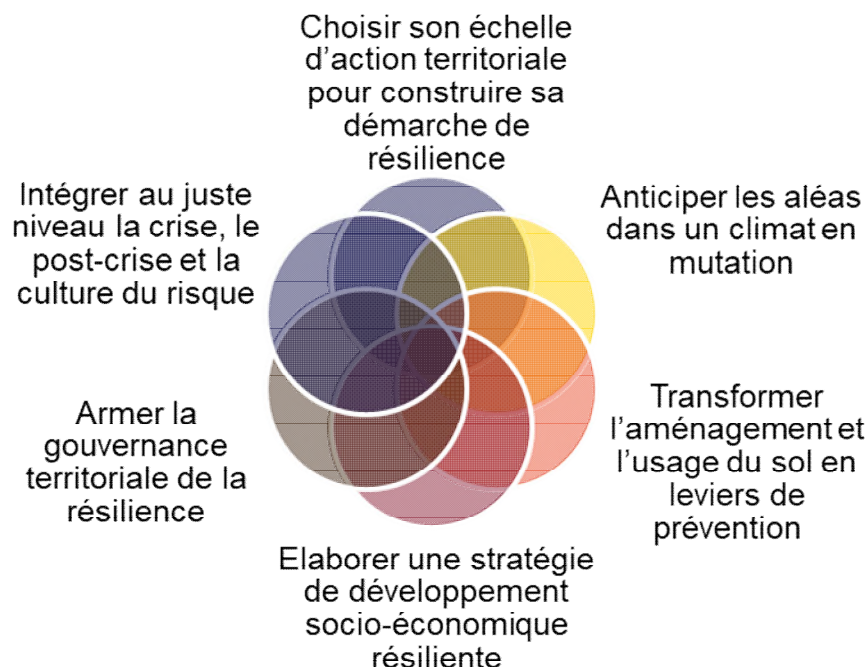 Choisir son échelle
d’action territoriale
pour construire sa
démarche de
résilience
Anticiper les aléas
dans un climat en
mutation
Transformer
l’aménagement et
l’usage du sol en
leviers de
prévention
Elaborer une stratégie
de développement
socio-économique
résiliente
Armer la
gouvernance
territoriale de la
résilience
Intégrer au juste
niveau la crise, le
post-crise et la
culture du risque